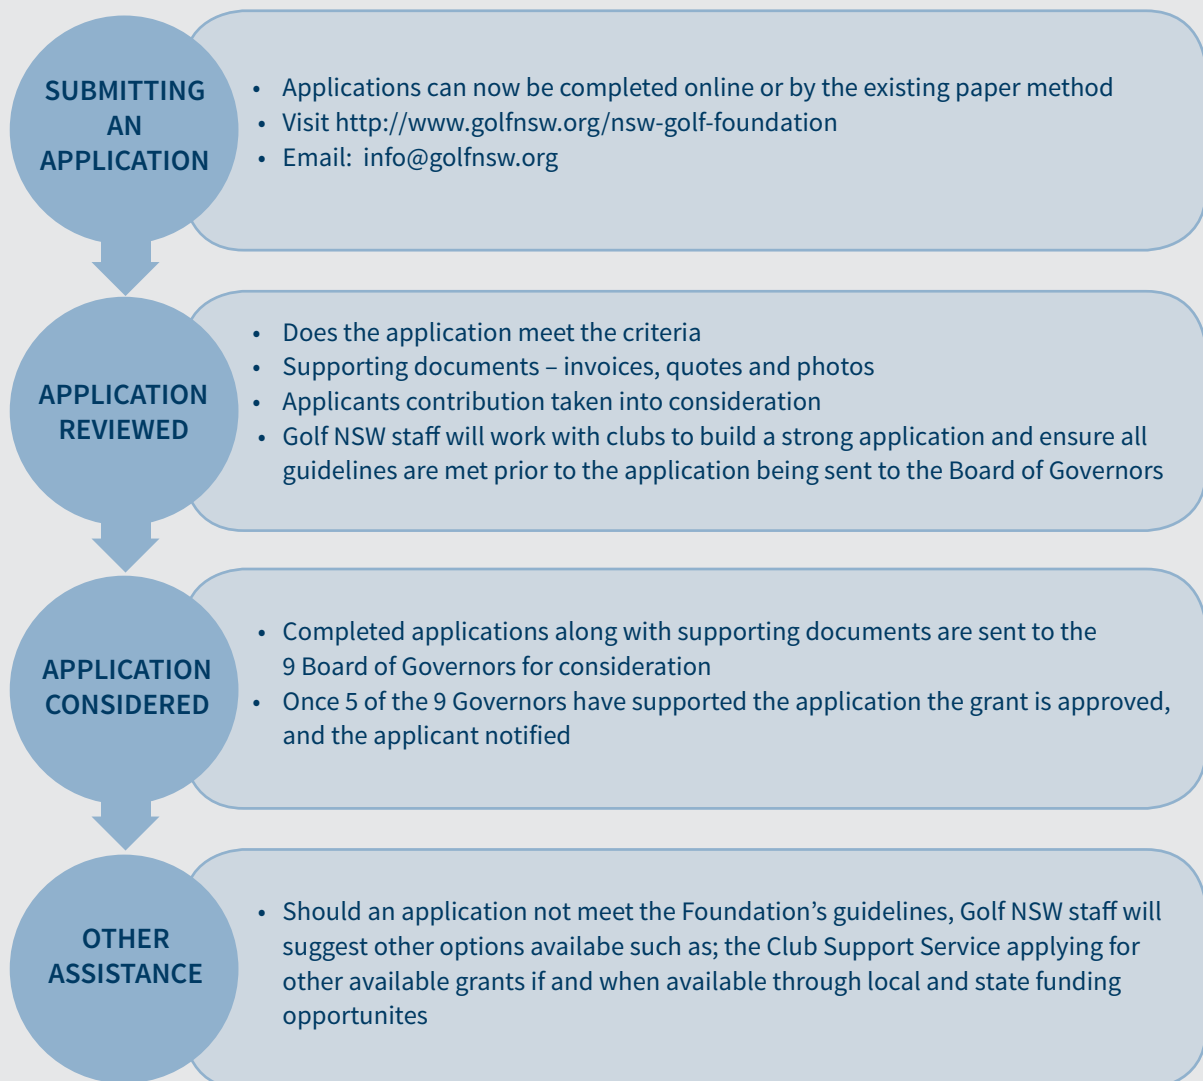 SUBMITTING
AN
APPLICATION
• Applications can now be completed online or by the existing paper method
• Visit http://www.golfnsw.org/nsw-golf-foundation
• Email: info@golfnsw.org
APPLICATION
REVIEWED
• Does the application meet the criteria
• Supporting documents – invoices, quotes and photos
• Applicants contribution taken into consideration
• Golf NSW staff will work with clubs to build a strong application and ensure all
guidelines are met prior to the application being sent to the Board of Governors
APPLICATION
CONSIDERED
• Completed applications along with supporting documents are sent to the
9 Board of Governors for consideration
• Once 5 of the 9 Governors have supported the application the grant is approved,
and the applicant notified
OTHER
ASSISTANCE
• Should an application not meet the Foundation’s guidelines, Golf NSW staff will
suggest other options availabe such as; the Club Support Service applying for
other available grants if and when available through local and state funding
opportunites